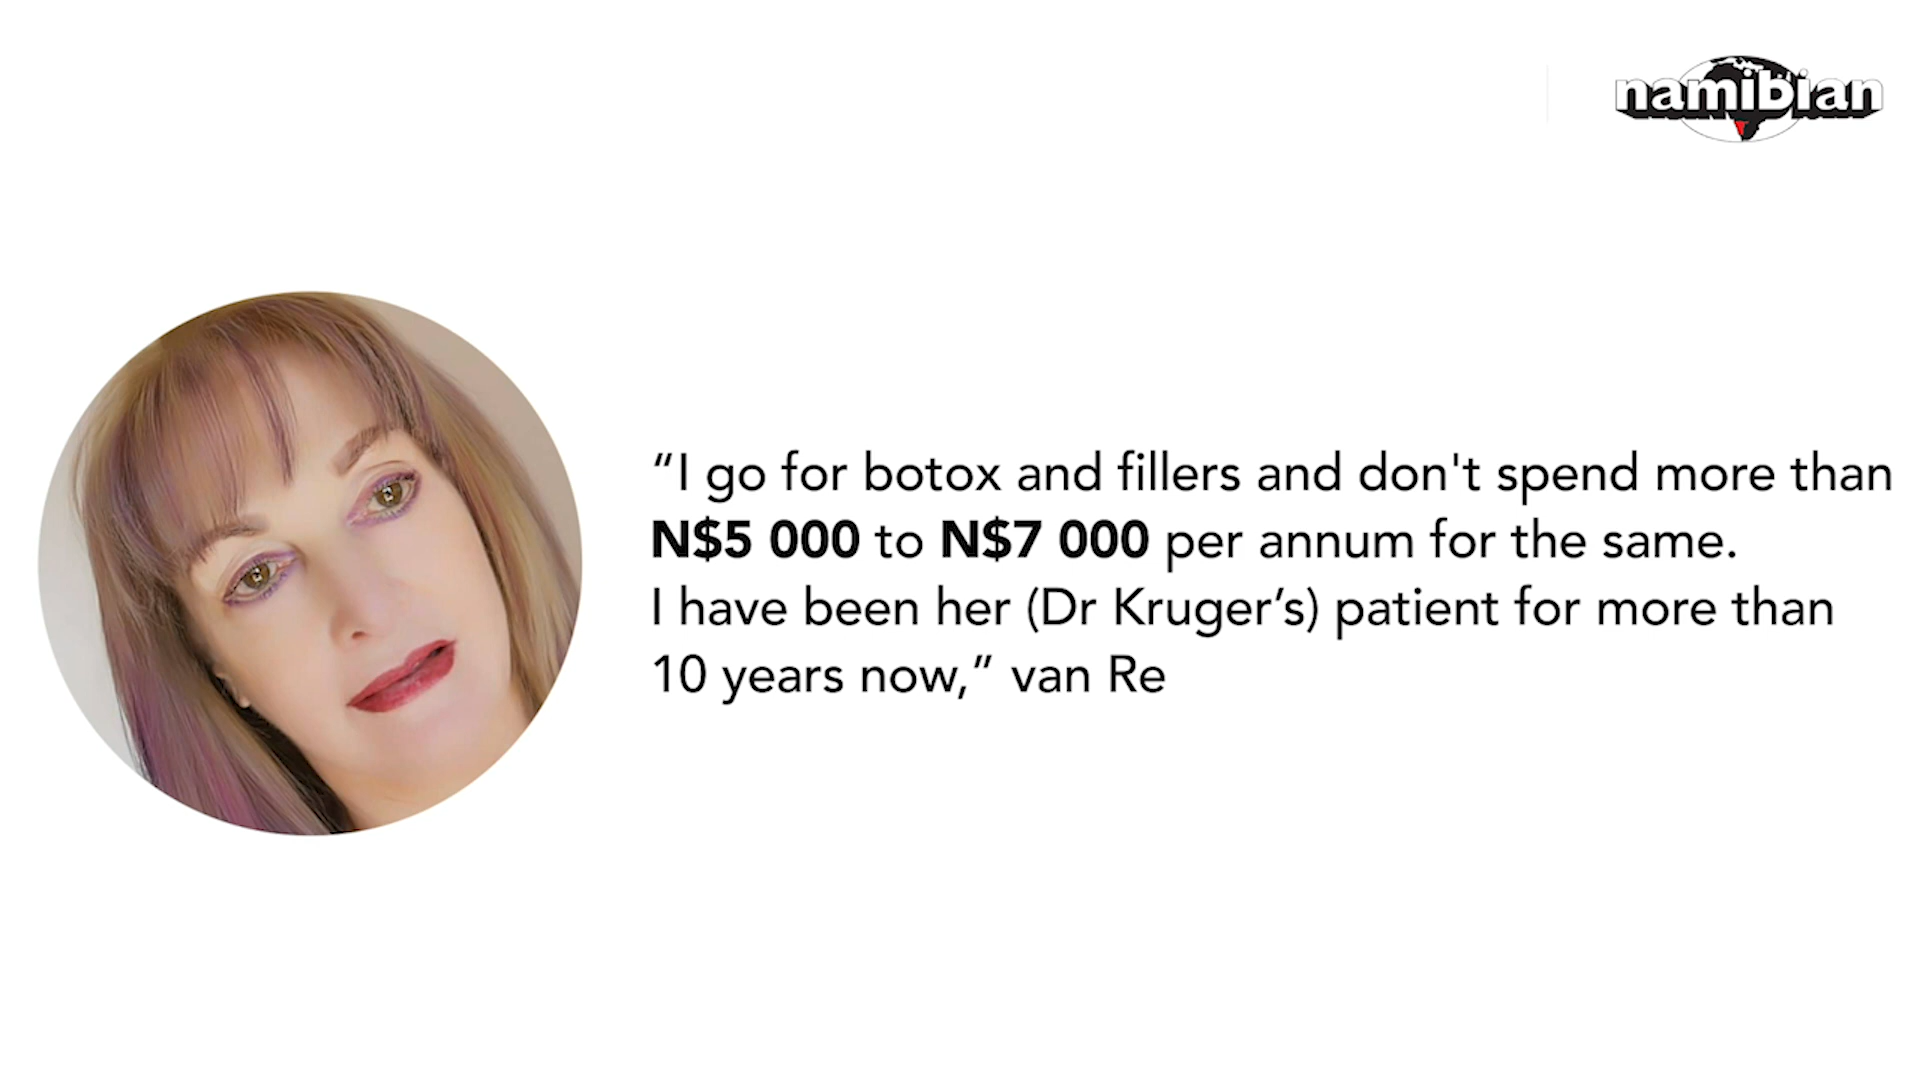 namibian
“I go for botox and fillers and don't spend more than
N$5 000 to N$7 000 per annum for the same.
I have been her (Dr Kruger’s) patient for more than
10 years now,” van Re